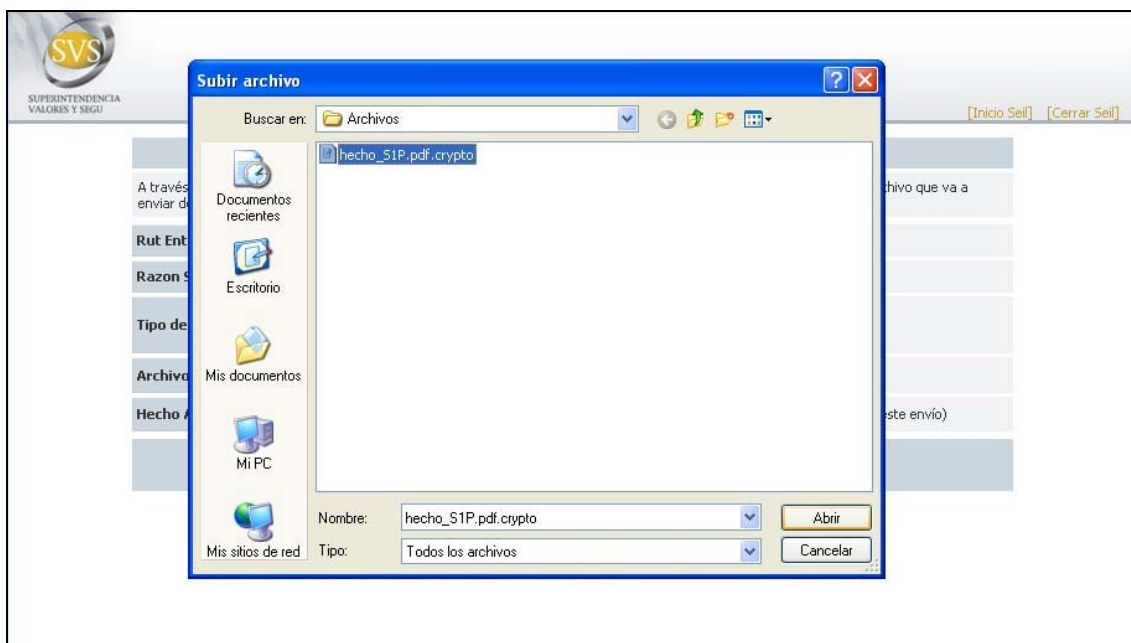 SVS
SUPERINTENDENCIA
VALORES Y SEGU
[Inicio Seil] [Cerrar Seil]
Subir archivo
Buscar en: Archivos
hecho_S1P.pdf.crypto
Documentos
recientes
Escritorio
Mis documentos
Mi PC
Mis sitios de red
Nombre: hecho_S1P.pdf.crypto Abrir
Tipo: Todos los archivos Cancelar
A través hivo que va a
enviar d
Rut Ent
Razon S
Tipo de
Archivo
Hecho A este envío)